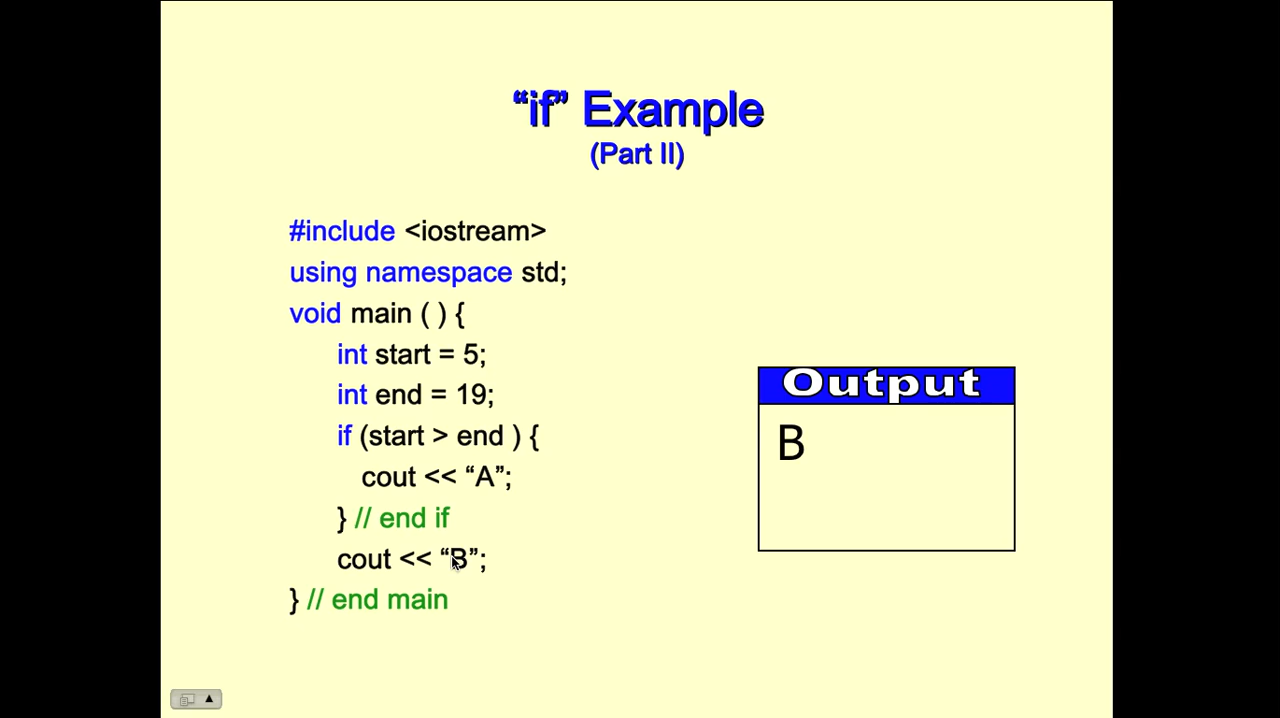 “if” Example
(Part II)
#include <iostream>
using namespace std;
void main ( ) {
int start = 5;
int end = 19;
if (start > end ) {
cout << “A”;
} // end if
cout << “B”;
} // end main
Output
B